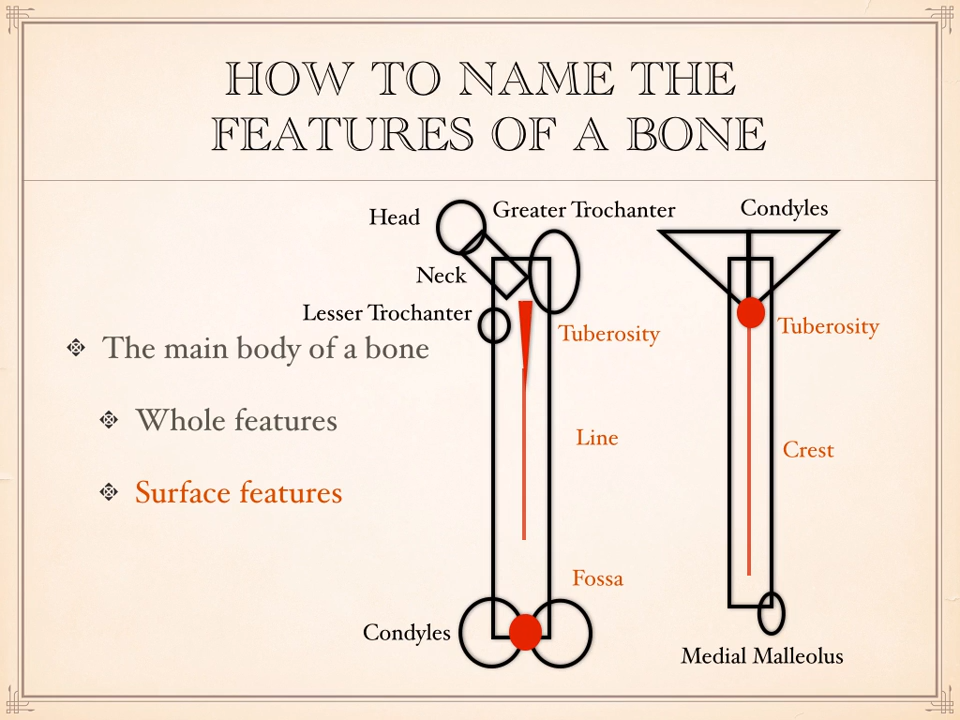 HOW TO NAME THE
FEATURES OF A BONE
Head
Greater Trochanter
Condyles
Neck
Lesser Trochanter
Tuberosity
Tuberosity
The main body of a bone
Whole features
Line
Crest
Surface features
Fossa
Condyles
Medial Malleolus